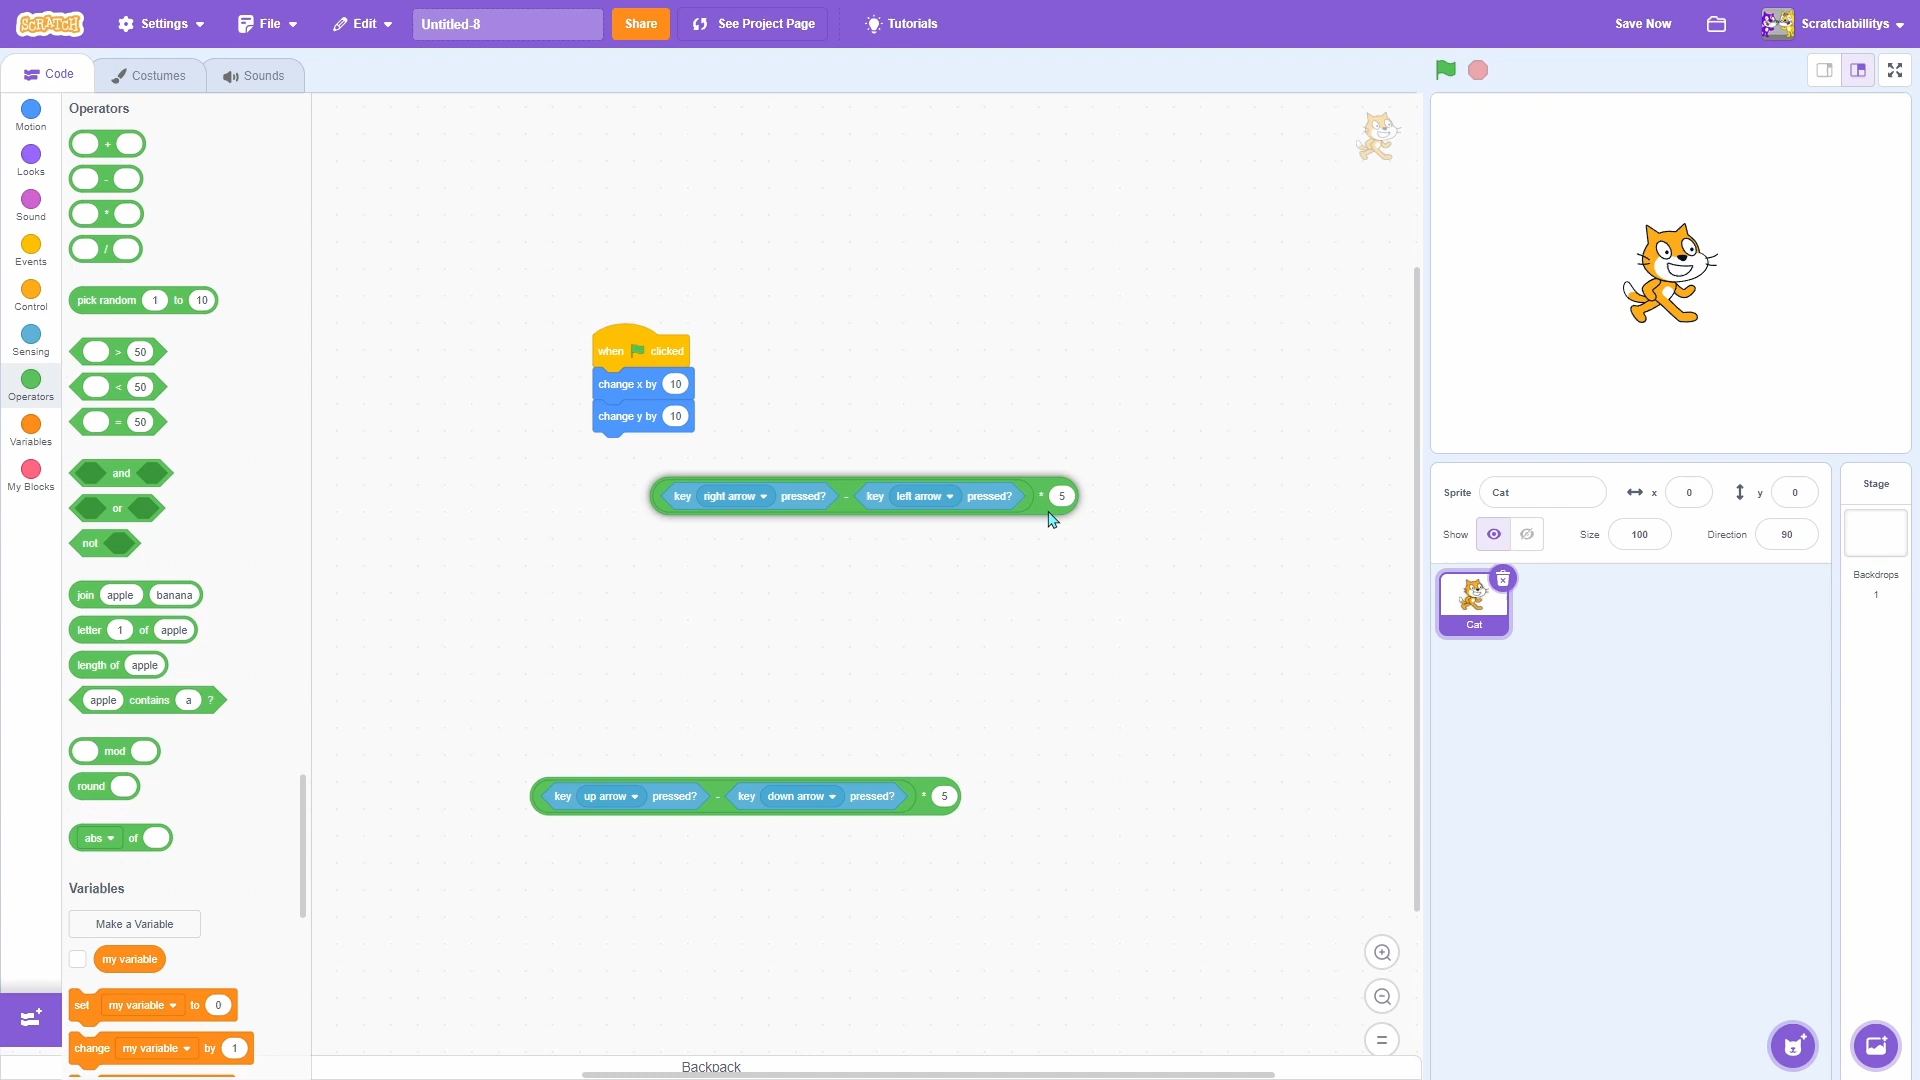 SCRATCH Settings File Edit Untitled-8 Share See Project Page Tutorials Save Now Scratchabillitys
Code Costumes Sounds
Motion
Looks
Sound
Events
Control
Sensing
Operators
Variables
My Blocks
Operators
+
-
*
/
pick random 1 to 10
> 50
< 50
= 50
and
or
not
join apple banana
letter 1 of apple
length of apple
apple contains a ?
mod
round
abs of
Variables
Make a Variable
my variable
set my variable to 0
change my variable by 1
when clicked
change x by 10
change y by 10
key right arrow pressed? - key left arrow pressed? * 5
key up arrow pressed? - key down arrow pressed? * 5
=
Backpack
Sprite Cat x 0 y 0
Show Size 100 Direction 90
Cat
Stage
Backdrops
1